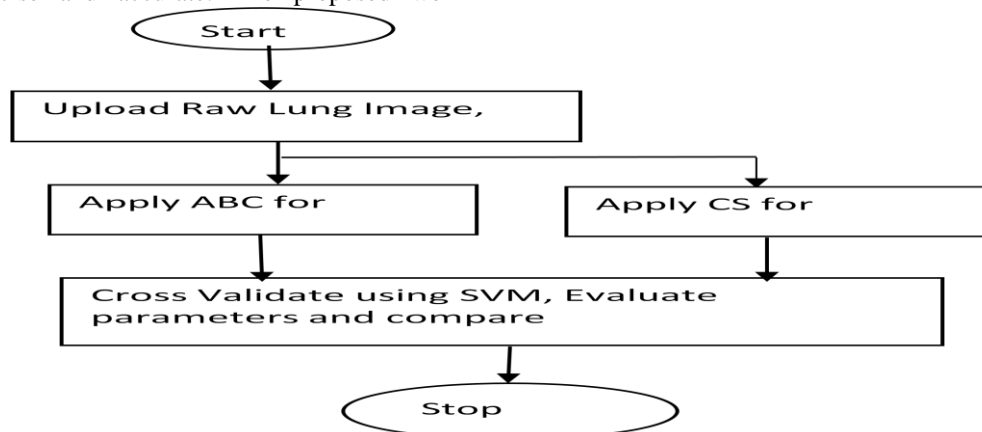 Start
Upload Raw Lung Image,
Apply ABC for
Apply CS for
Cross Validate using SVM, Evaluate
parameters and compare
Stop